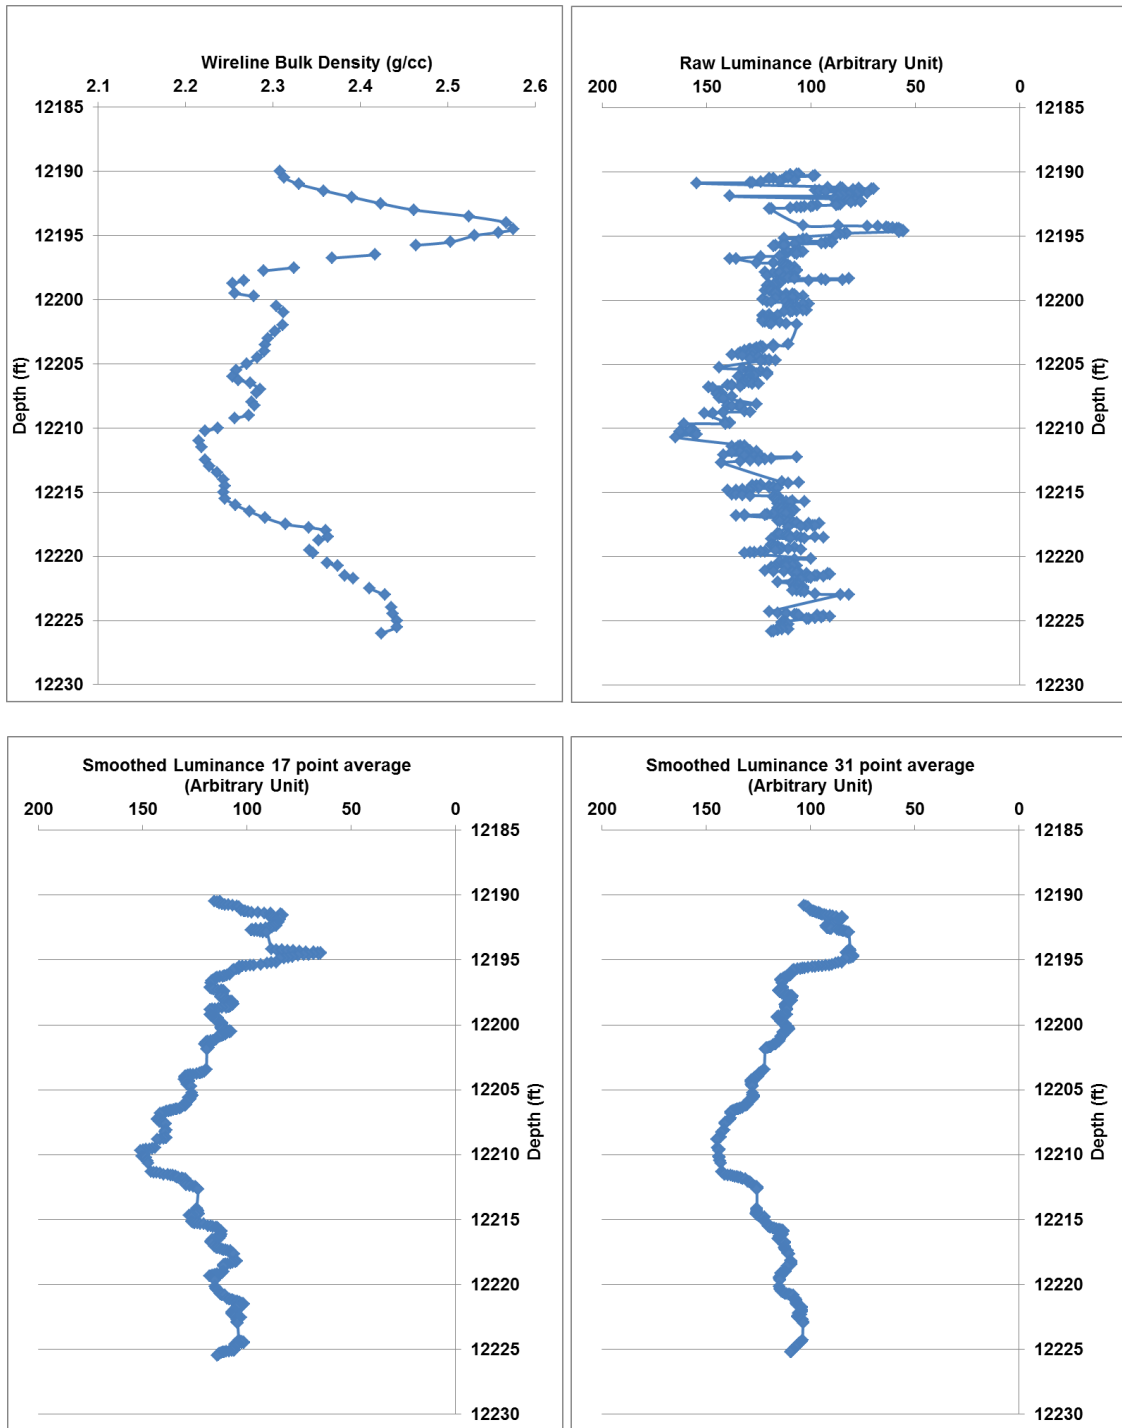 Wireline Bulk Density (g/cc)
2.1 2.2 2.3 2.4 2.5 2.6
12185
12190
12195
12200
12205
12210
12215
12220
12225
12230
Depth (ft)
Raw Luminance (Arbitrary Unit)
200 150 100 50 0
12185
12190
12195
12200
12205
12210
12215
12220
12225
12230
Depth (ft)
Smoothed Luminance 17 point average
(Arbitrary Unit)
200 150 100 50 0
12185
12190
12195
12200
12205
12210
12215
12220
12225
12230
Depth (ft)
Smoothed Luminance 31 point average
(Arbitrary Unit)
200 150 100 50 0
12185
12190
12195
12200
12205
12210
12215
12220
12225
12230
Depth (ft)